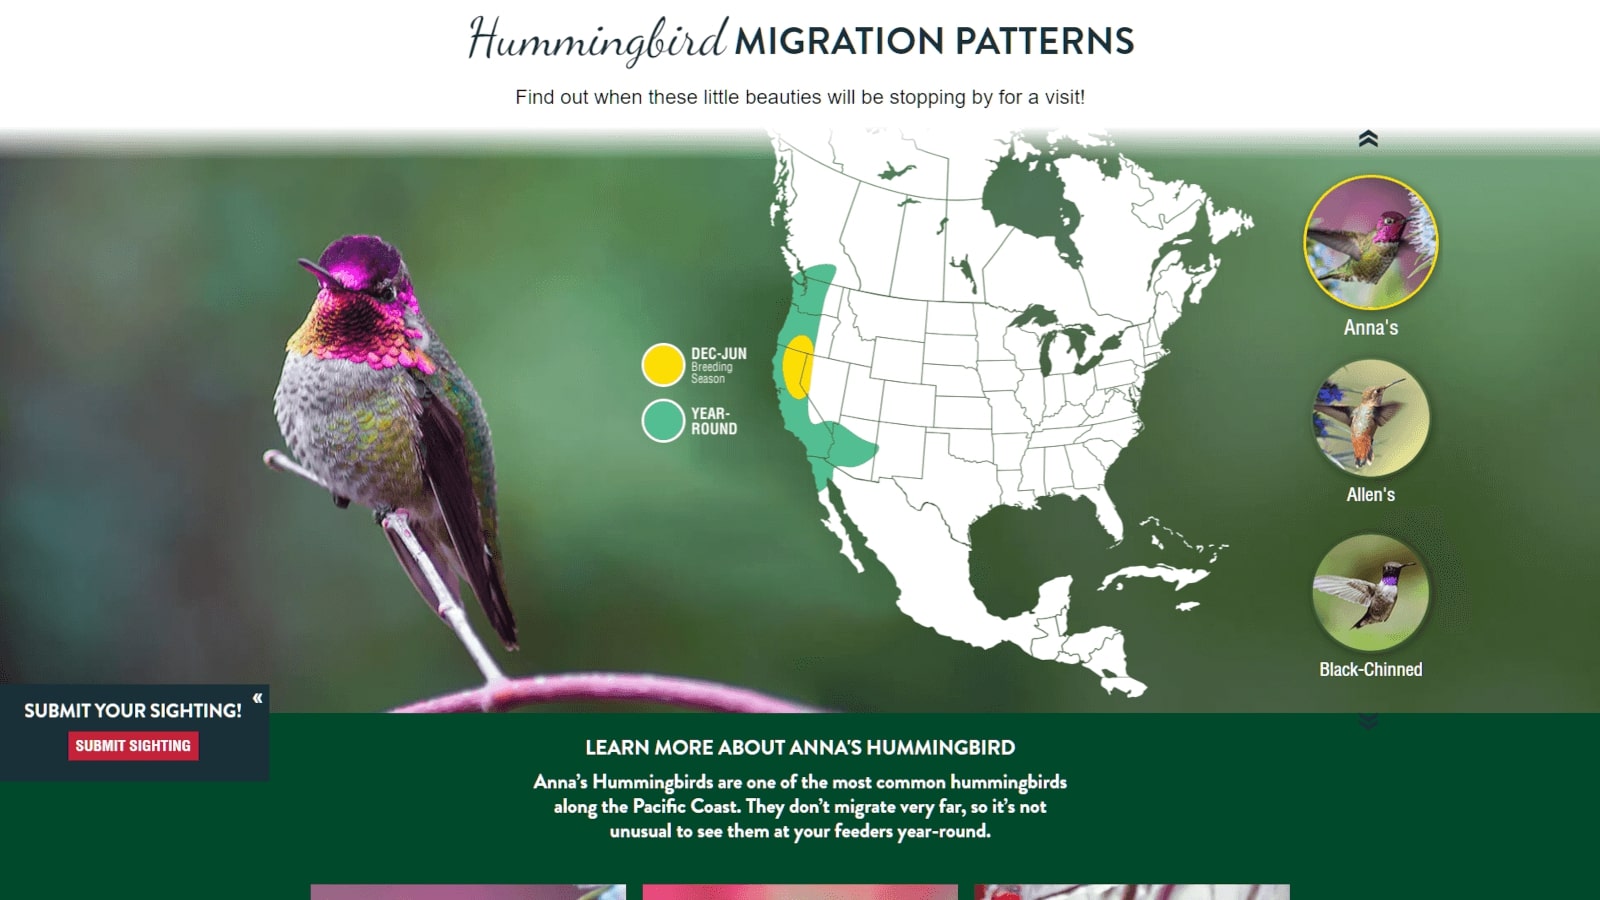 Hummingbird MIGRATION PATTERNS
Find out when these little beauties will be stopping by for a visit!
DEC-JUN
Breeding
Season
YEAR-
ROUND
Anna's
Allen's
Black-Chinned
SUBMIT YOUR SIGHTING! «
SUBMIT SIGHTING
LEARN MORE ABOUT ANNA'S HUMMINGBIRD
Anna’s Hummingbirds are one of the most common hummingbirds
along the Pacific Coast. They don’t migrate very far, so it’s not
unusual to see them at your feeders year-round.